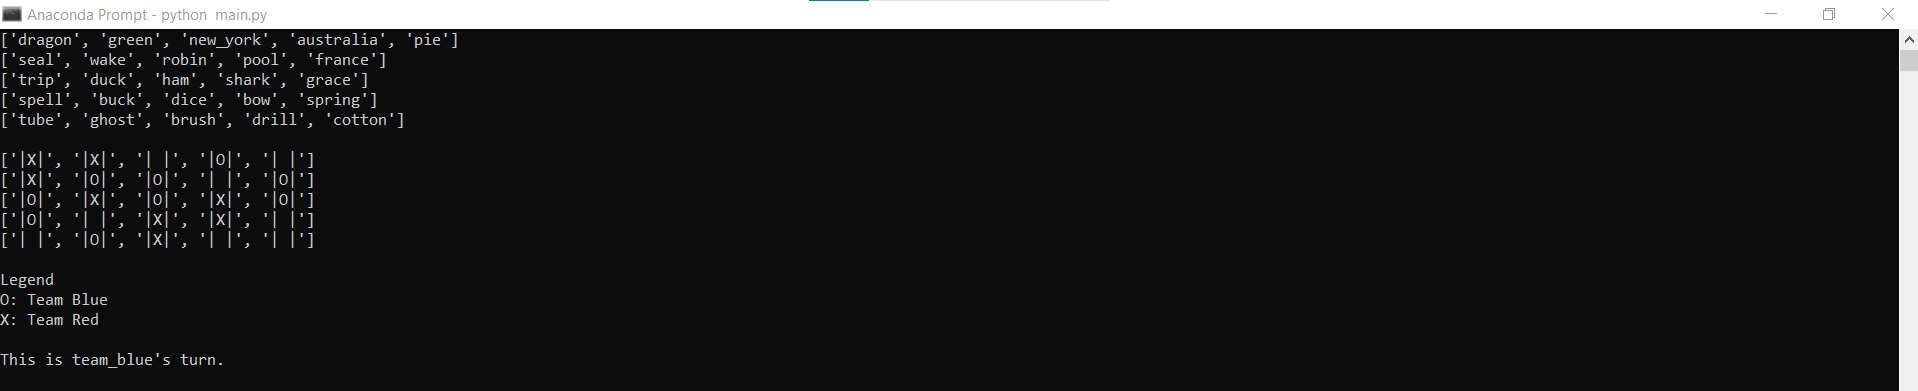 Anaconda Prompt - python  main.py
['dragon', 'green', 'new_york', 'australia', 'pie']
['seal', 'wake', 'robin', 'pool', 'france']
['trip', 'duck', 'ham', 'shark', 'grace']
['spell', 'buck', 'dice', 'bow', 'spring']
['tube', 'ghost', 'brush', 'drill', 'cotton']
['|X|', '|X|', '| |', '|O|', '| |']
['|X|', '|O|', '|O|', '| |', '|O|']
['|O|', '|X|', '|O|', '|X|', '|O|']
['|O|', '| |', '|X|', '|X|', '| |']
['| |', '|O|', '|X|', '| |', '| |']
Legend
O: Team Blue
X: Team Red
This is team_blue's turn.